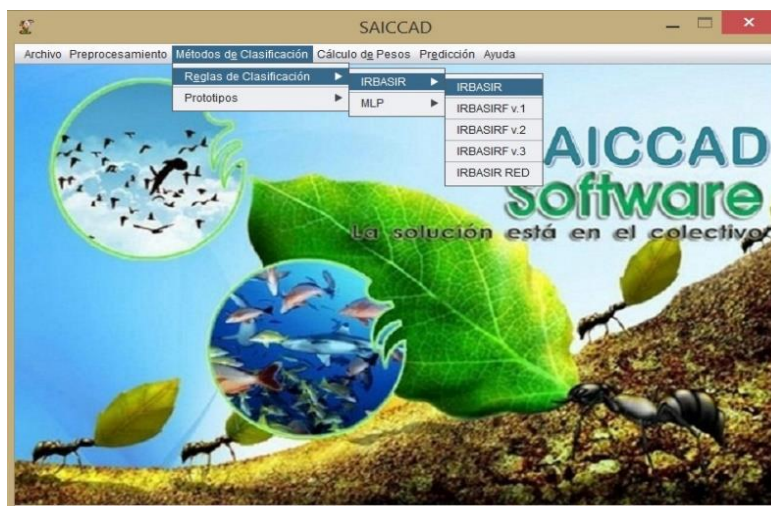 SAICCAD
Archivo Preprocesamiento Métodos de Clasificación Cálculo de Pesos Predicción Ayuda
Reglas de Clasificación
Prototipos
IRBASIR
MLP
IRBASIR
IRBASIRF v.1
IRBASIRF v.2
IRBASIRF v.3
IRBASIR RED
AICCAD
Software
La solución está en el colectivo